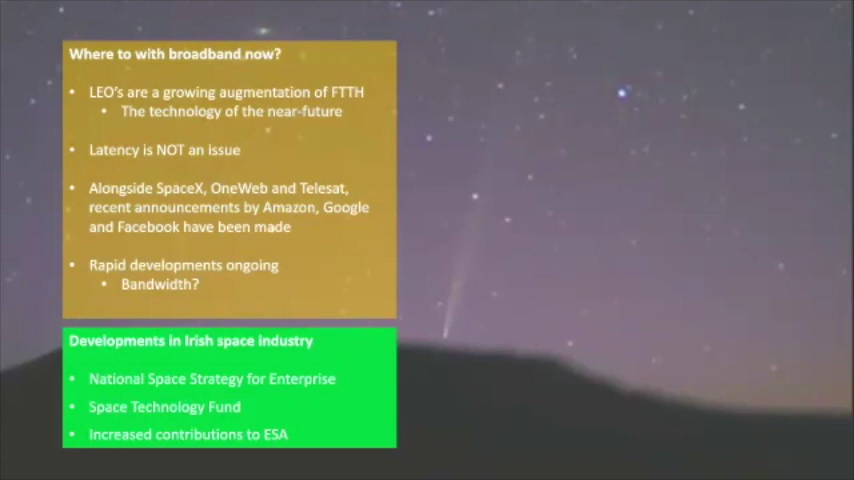 Where to with broadband now?
• LEO's are a growing augmentation of FTTH
• The technology of the near-future
• Latency is NOT an issue
• Alongside SpaceX, OneWeb and Telesat,
recent announcements by Amazon, Google
and Facebook have been made
• Rapid developments ongoing
• Bandwidth?
Developments in Irish space industry
• National Space Strategy for Enterprise
• Space Technology Fund
• Increased contributions to ESA